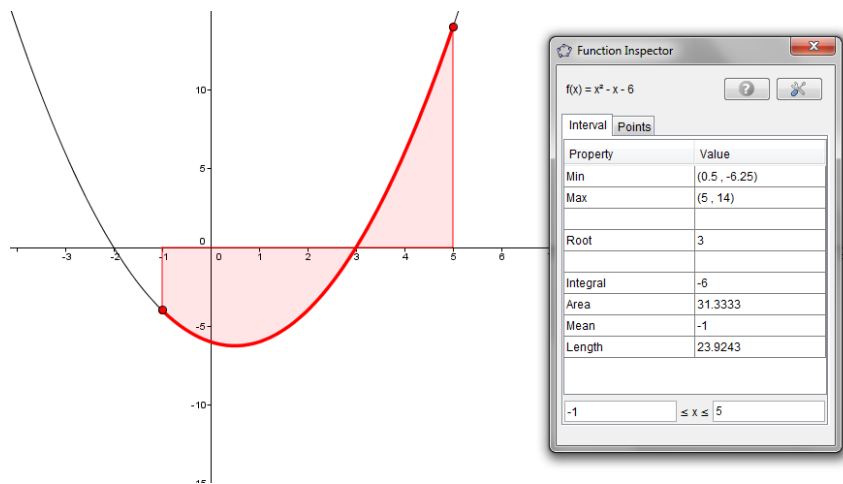 10
5
0
-3 -2 -1 0 1 2 3 4 5 6
-5
-10
-15
Function Inspector
f(x) = x² - x - 6
Interval Points
Property Value
Min (0.5 , -6.25)
Max (5 , 14)
Root 3
Integral -6
Area 31.3333
Mean -1
Length 23.9243
-1 ≤ x ≤ 5